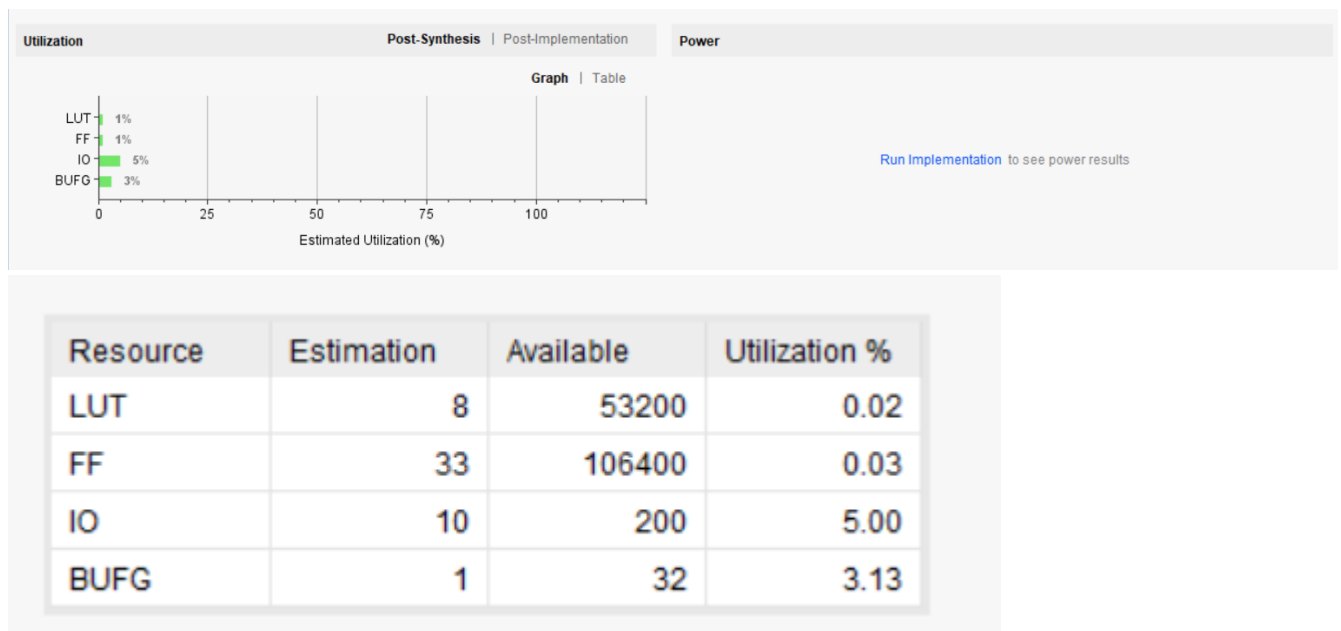 Utilization Post-Synthesis | Post-Implementation Power
Graph | Table
LUT 1%
FF 1%
IO 5%
BUFG 3%
Run Implementation to see power results
0 25 50 75 100
Estimated Utilization (%)
Resource Estimation Available Utilization %
LUT 8 53200 0.02
FF 33 106400 0.03
IO 10 200 5.00
BUFG 1 32 3.13